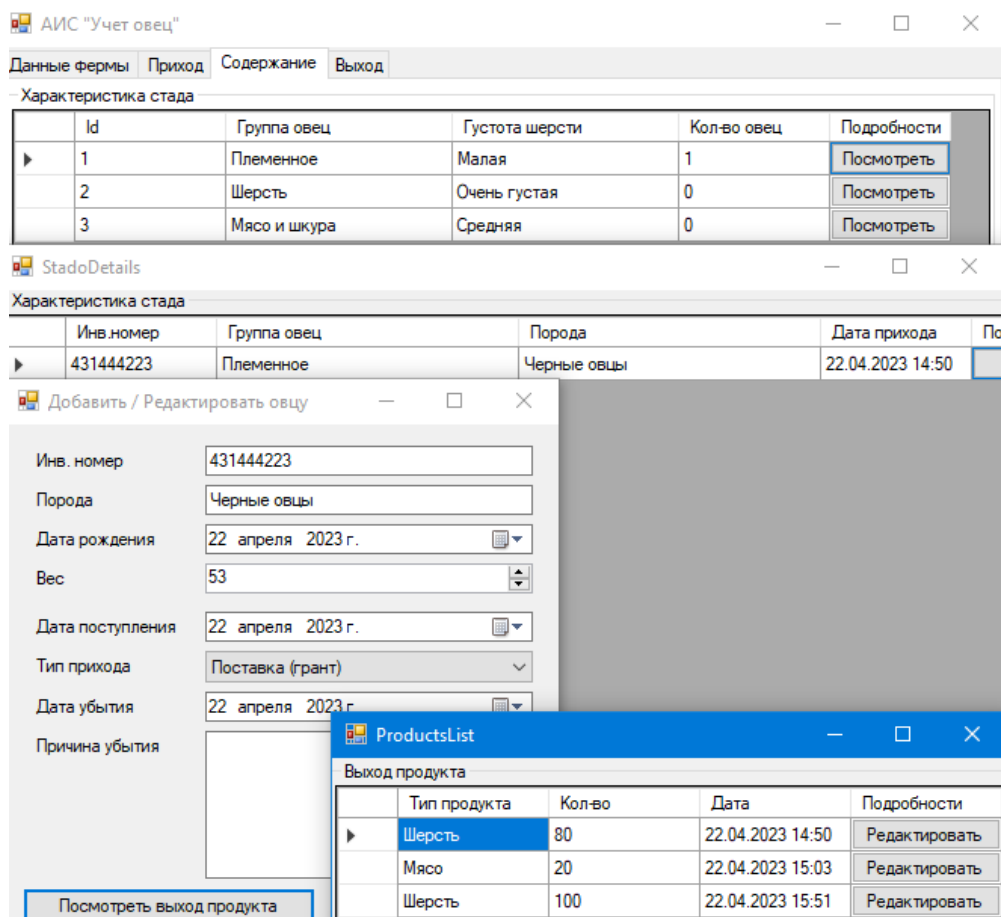 АИС "Учет овец"
Данные фермы Приход Содержание Выход
Характеристика стада
Id Группа овец Густота шерсти Кол-во овец Подробности
1 Племенное Малая 1 Посмотреть
2 Шерсть Очень густая 0 Посмотреть
3 Мясо и шкура Средняя 0 Посмотреть
StadoDetails
Характеристика стада
Инв.номер Группа овец Порода Дата прихода
431444223 Племенное Черные овцы 22.04.2023 14:50
Добавить / Редактировать овцу
Инв. номер 431444223
Порода Черные овцы
Дата рождения 22 апреля 2023 г.
Вес 53
Дата поступления 22 апреля 2023 г.
Тип прихода Поставка (грант)
Дата убытия 22 апреля 2023 г.
Причина убытия
Посмотреть выход продукта
ProductsList
Выход продукта
Тип продукта Кол-во Дата Подробности
Шерсть 80 22.04.2023 14:50 Редактировать
Мясо 20 22.04.2023 15:03 Редактировать
Шерсть 100 22.04.2023 15:51 Редактировать